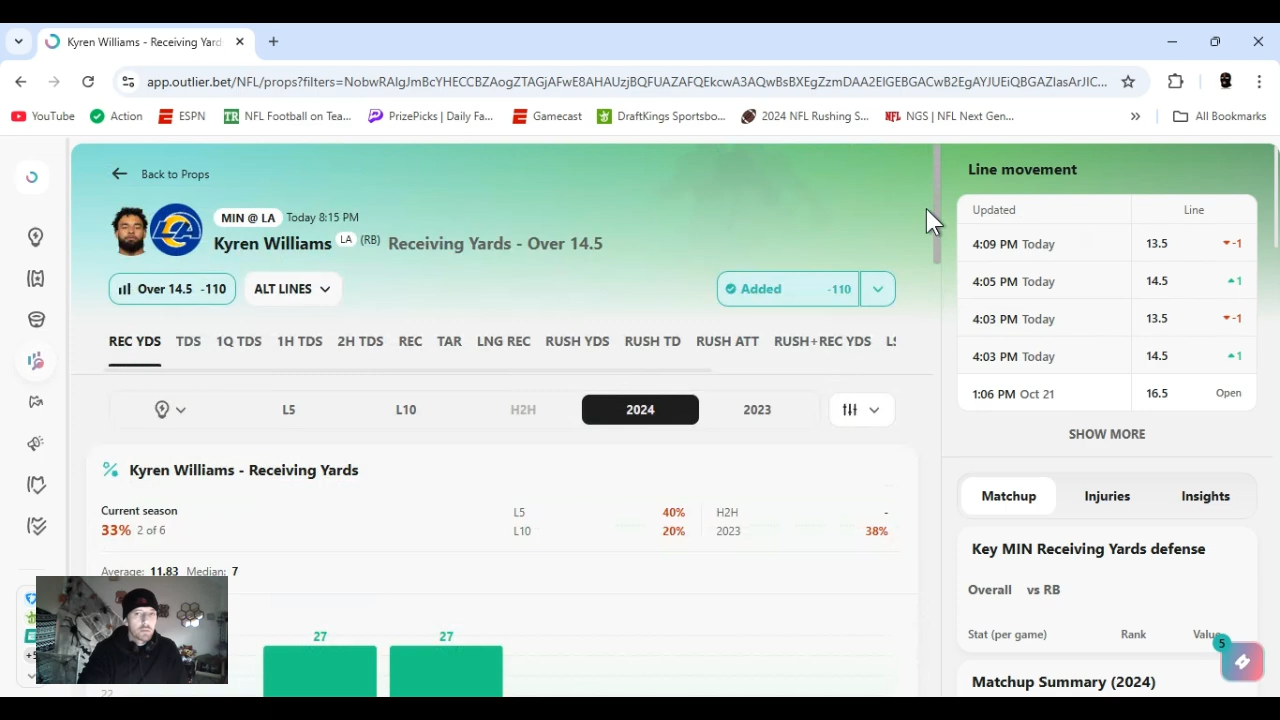 Kyren Williams - Receiving Yard
app.outlier.bet/NFL/props?filters=
YouTube Action ESPN NFL Football on Tea... PrizePicks | Daily Fa... Gamecast DraftKings Sportsbo... 2024 NFL Rushing S... NFL NGS | NFL Next Gen... » All Bookmarks
Back to Props
MIN @ LA Today 8:15 PM
Kyren Williams LA (RB) Receiving Yards - Over 14.5
Over 14.5 -110 ALT LINES Added -110
REC YDS TDS 1Q TDS 1H TDS 2H TDS REC TAR LNG REC RUSH YDS RUSH TD RUSH ATT RUSH+REC YDS
L5 L10 H2H 2024 2023
Kyren Williams - Receiving Yards
Current season L5 40% H2H -
33% 2 of 6 L10 20% 2023 38%
Average: 11.83 Median: 7
27 27
22
Line movement
Updated Line
4:09 PM Today 13.5 -1
4:05 PM Today 14.5 1
4:03 PM Today 13.5 -1
4:03 PM Today 14.5 1
1:06 PM Oct 21 16.5 Open
SHOW MORE
Matchup Injuries Insights
Key MIN Receiving Yards defense
Overall vs RB
Stat (per game) Rank Value
5
Matchup Summary (2024)